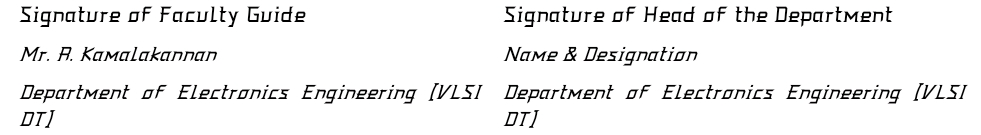 Signature of Faculty Guide
Mr. R. Kamalakannan
Department of Electronics Engineering [VLSI
DT]
Signature of Head of the Department
Name & Designation
Department of Electronics Engineering [VLSI
DT]